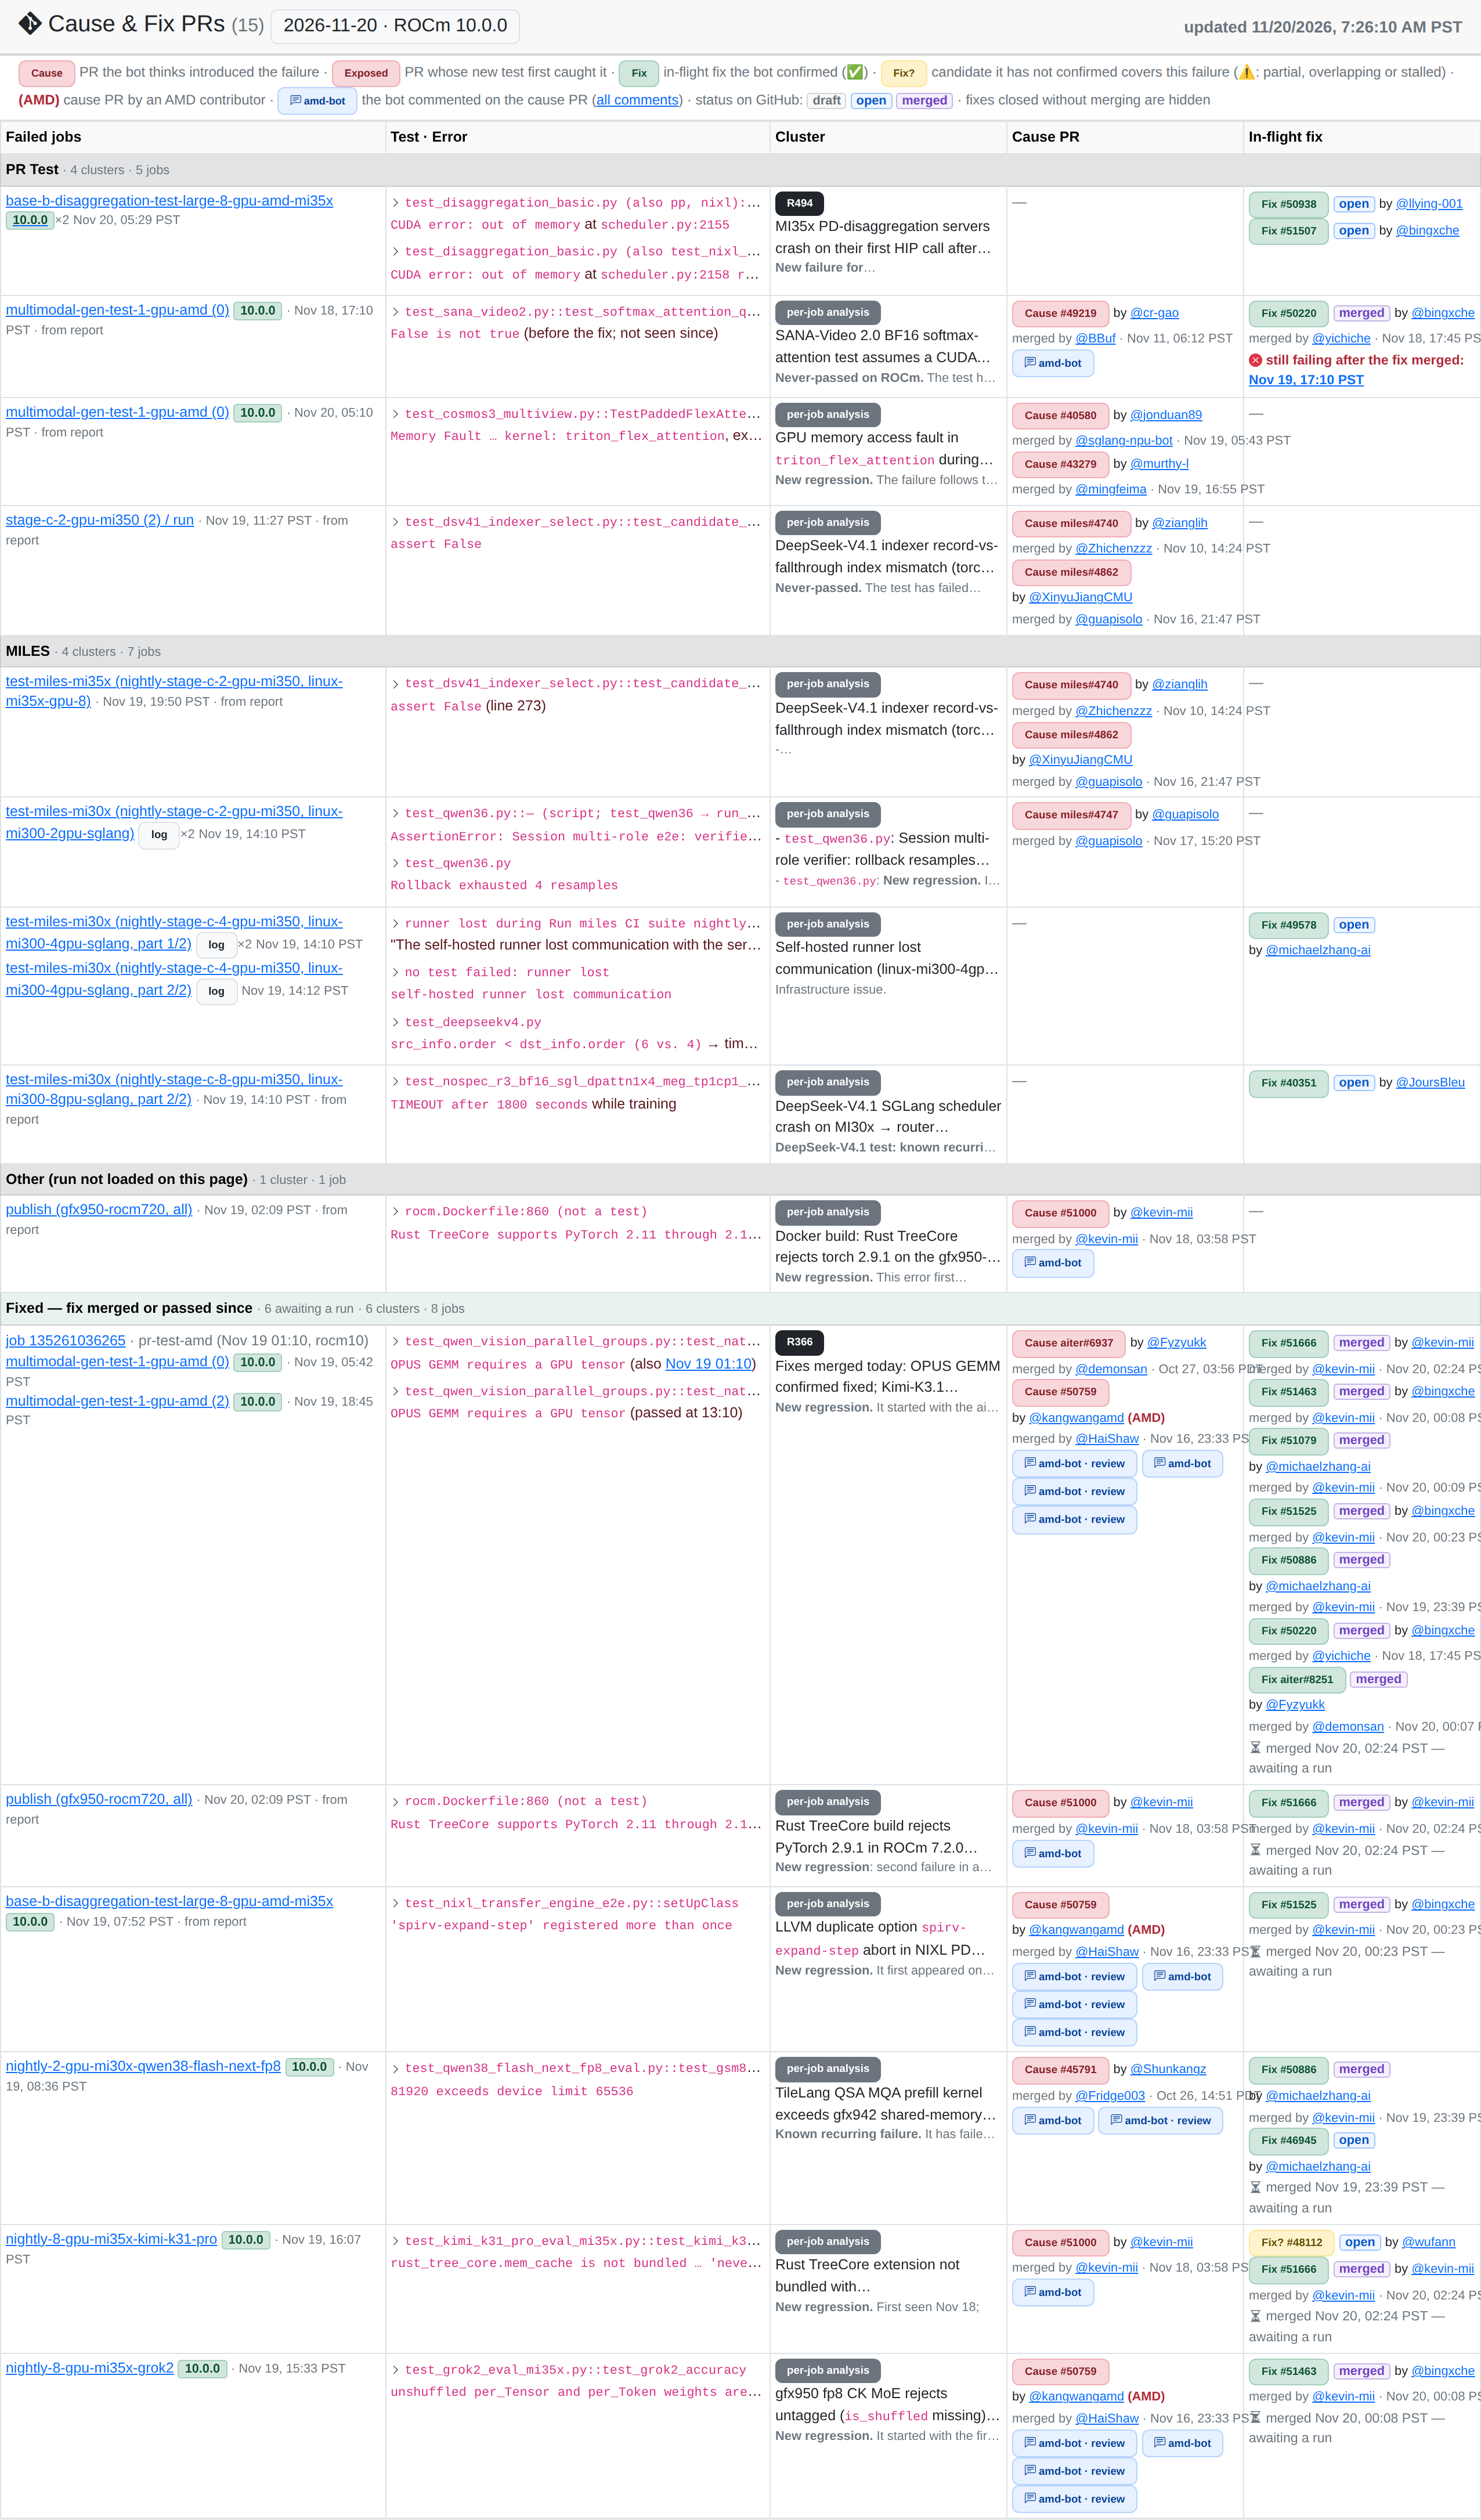 Cause & Fix PRs (15) 2026-11-20 · ROCm 10.0.0
updated 11/20/2026, 7:26:10 AM PST
Cause PR the bot thinks introduced the failure · Exposed PR whose new test first caught it · Fix in-flight fix the bot confirmed (✅) · Fix? candidate it has not confirmed covers this failure (⚠️: partial, overlapping or stalled) ·
(AMD) cause PR by an AMD contributor · amd-bot the bot commented on the cause PR (all comments) · status on GitHub: draft open merged · fixes closed without merging are hidden
Failed jobs
Test · Error
Cluster
Cause PR
In-flight fix
PR Test · 4 clusters · 5 jobs
base-b-disaggregation-test-large-8-gpu-amd-mi35x
10.0.0 ×2 Nov 20, 05:29 PST
test_disaggregation_basic.py (also pp, nixl):…
CUDA error: out of memory at scheduler.py:2155
test_disaggregation_basic.py (also test_nixl_…
CUDA error: out of memory at scheduler.py:2158 r…
R494
MI35x PD-disaggregation servers
crash on their first HIP call after…
New failure for…
—
Fix #50938 open by @llying-001
Fix #51507 open by @bingxche
multimodal-gen-test-1-gpu-amd (0) 10.0.0 · Nov 18, 17:10
PST · from report
test_sana_video2.py::test_softmax_attention_q…
False is not true (before the fix; not seen since)
per-job analysis
SANA-Video 2.0 BF16 softmax-
attention test assumes a CUDA…
Never-passed on ROCm. The test h…
Cause #49219 by @cr-gao
merged by @BBuf · Nov 11, 06:12 PST
amd-bot
Fix #50220 merged by @bingxche
merged by @yichiche · Nov 18, 17:45 PS
still failing after the fix merged:
Nov 19, 17:10 PST
multimodal-gen-test-1-gpu-amd (0) 10.0.0 · Nov 20, 05:10
PST · from report
test_cosmos3_multiview.py::TestPaddedFlexAtte…
Memory Fault … kernel: triton_flex_attention, ex…
per-job analysis
GPU memory access fault in
triton_flex_attention during…
New regression. The failure follows t…
Cause #40580 by @jonduan89
merged by @sglang-npu-bot · Nov 19, 05:43 PST
Cause #43279 by @murthy-l
merged by @mingfeima · Nov 19, 16:55 PST
—
stage-c-2-gpu-mi350 (2) / run · Nov 19, 11:27 PST · from
report
test_dsv41_indexer_select.py::test_candidate_…
assert False
per-job analysis
DeepSeek-V4.1 indexer record-vs-
fallthrough index mismatch (torc…
Never-passed. The test has failed…
Cause miles#4740 by @zianglih
merged by @Zhichenzzz · Nov 10, 14:24 PST
Cause miles#4862
by @XinyuJiangCMU
merged by @guapisolo · Nov 16, 21:47 PST
—
MILES · 4 clusters · 7 jobs
test-miles-mi35x (nightly-stage-c-2-gpu-mi350, linux-
mi35x-gpu-8) · Nov 19, 19:50 PST · from report
test_dsv41_indexer_select.py::test_candidate_…
assert False (line 273)
per-job analysis
DeepSeek-V4.1 indexer record-vs-
fallthrough index mismatch (torc…
-…
Cause miles#4740 by @zianglih
merged by @Zhichenzzz · Nov 10, 14:24 PST
Cause miles#4862
by @XinyuJiangCMU
merged by @guapisolo · Nov 16, 21:47 PST
—
test-miles-mi30x (nightly-stage-c-2-gpu-mi350, linux-
mi300-2gpu-sglang) log ×2 Nov 19, 14:10 PST
test_qwen36.py::— (script; test_qwen36 → run_…
AssertionError: Session multi-role e2e: verifie…
test_qwen36.py
Rollback exhausted 4 resamples
per-job analysis
- test_qwen36.py: Session multi-
role verifier: rollback resamples…
- test_qwen36.py: New regression. I…
Cause miles#4747 by @guapisolo
merged by @guapisolo · Nov 17, 15:20 PST
—
test-miles-mi30x (nightly-stage-c-4-gpu-mi350, linux-
mi300-4gpu-sglang, part 1/2) log ×2 Nov 19, 14:10 PST
test-miles-mi30x (nightly-stage-c-4-gpu-mi350, linux-
mi300-4gpu-sglang, part 2/2) log Nov 19, 14:12 PST
runner lost during Run miles CI suite nightly…
"The self-hosted runner lost communication with the ser…
no test failed: runner lost
self-hosted runner lost communication
test_deepseekv4.py
src_info.order < dst_info.order (6 vs. 4) → tim…
per-job analysis
Self-hosted runner lost
communication (linux-mi300-4gp…
Infrastructure issue.
—
Fix #49578 open
by @michaelzhang-ai
test-miles-mi30x (nightly-stage-c-8-gpu-mi350, linux-
mi300-8gpu-sglang, part 2/2) · Nov 19, 14:10 PST · from
report
test_nospec_r3_bf16_sgl_dpattn1x4_meg_tp1cp1_…
TIMEOUT after 1800 seconds while training
per-job analysis
DeepSeek-V4.1 SGLang scheduler
crash on MI30x → router…
DeepSeek-V4.1 test: known recurri…
—
Fix #40351 open by @JoursBleu
Other (run not loaded on this page) · 1 cluster · 1 job
publish (gfx950-rocm720, all) · Nov 19, 02:09 PST · from
report
rocm.Dockerfile:860 (not a test)
Rust TreeCore supports PyTorch 2.11 through 2.1…
per-job analysis
Docker build: Rust TreeCore
rejects torch 2.9.1 on the gfx950-…
New regression. This error first…
Cause #51000 by @kevin-mii
merged by @kevin-mii · Nov 18, 03:58 PST
amd-bot
—
Fixed — fix merged or passed since · 6 awaiting a run · 6 clusters · 8 jobs
job 135261036265 · pr-test-amd (Nov 19 01:10, rocm10)
multimodal-gen-test-1-gpu-amd (0) 10.0.0 · Nov 19, 05:42
PST
multimodal-gen-test-1-gpu-amd (2) 10.0.0 · Nov 19, 18:45
PST
test_qwen_vision_parallel_groups.py::test_nat…
OPUS GEMM requires a GPU tensor (also Nov 19 01:10)
test_qwen_vision_parallel_groups.py::test_nat…
OPUS GEMM requires a GPU tensor (passed at 13:10)
R366
Fixes merged today: OPUS GEMM
confirmed fixed; Kimi-K3.1…
New regression. It started with the ai…
Cause aiter#6937 by @Fyzyukk
merged by @demonsan · Oct 27, 03:56 PDT
Cause #50759
by @kangwangamd (AMD)
merged by @HaiShaw · Nov 16, 23:33 PS
amd-bot · review amd-bot
amd-bot · review
amd-bot · review
Fix #51666 merged by @kevin-mii
merged by @kevin-mii · Nov 20, 02:24 PS
Fix #51463 merged by @bingxche
merged by @kevin-mii · Nov 20, 00:08 PS
Fix #51079 merged
by @michaelzhang-ai
merged by @kevin-mii · Nov 20, 00:09 PS
Fix #51525 merged by @bingxche
merged by @kevin-mii · Nov 20, 00:23 PS
Fix #50886 merged
by @michaelzhang-ai
merged by @kevin-mii · Nov 19, 23:39 PS
Fix #50220 merged by @bingxche
merged by @yichiche · Nov 18, 17:45 PS
Fix aiter#8251 merged
by @Fyzyukk
merged by @demonsan · Nov 20, 00:07 P
merged Nov 20, 02:24 PST —
awaiting a run
publish (gfx950-rocm720, all) · Nov 20, 02:09 PST · from
report
rocm.Dockerfile:860 (not a test)
Rust TreeCore supports PyTorch 2.11 through 2.1…
per-job analysis
Rust TreeCore build rejects
PyTorch 2.9.1 in ROCm 7.2.0…
New regression: second failure in a…
Cause #51000 by @kevin-mii
merged by @kevin-mii · Nov 18, 03:58 PST
amd-bot
Fix #51666 merged by @kevin-mii
merged by @kevin-mii · Nov 20, 02:24 PS
merged Nov 20, 02:24 PST —
awaiting a run
base-b-disaggregation-test-large-8-gpu-amd-mi35x
10.0.0 · Nov 19, 07:52 PST · from report
test_nixl_transfer_engine_e2e.py::setUpClass
'spirv-expand-step' registered more than once
per-job analysis
LLVM duplicate option spirv-
expand-step abort in NIXL PD…
New regression. It first appeared on…
Cause #50759
by @kangwangamd (AMD)
merged by @HaiShaw · Nov 16, 23:33 PST
amd-bot · review amd-bot
amd-bot · review
amd-bot · review
Fix #51525 merged by @bingxche
merged by @kevin-mii · Nov 20, 00:23 PS
merged Nov 20, 00:23 PST —
awaiting a run
nightly-2-gpu-mi30x-qwen38-flash-next-fp8 10.0.0 · Nov
19, 08:36 PST
test_qwen38_flash_next_fp8_eval.py::test_gsm8…
81920 exceeds device limit 65536
per-job analysis
TileLang QSA MQA prefill kernel
exceeds gfx942 shared-memory…
Known recurring failure. It has faile…
Cause #45791 by @Shunkangz
merged by @Fridge003 · Oct 26, 14:51 PDT
amd-bot amd-bot · review
Fix #50886 merged
by @michaelzhang-ai
merged by @kevin-mii · Nov 19, 23:39 PS
Fix #46945 open
by @michaelzhang-ai
merged Nov 19, 23:39 PST —
awaiting a run
nightly-8-gpu-mi35x-kimi-k31-pro 10.0.0 · Nov 19, 16:07
PST
test_kimi_k31_pro_eval_mi35x.py::test_kimi_k3…
rust_tree_core.mem_cache is not bundled … 'neve…
per-job analysis
Rust TreeCore extension not
bundled with…
New regression. First seen Nov 18;
Cause #51000 by @kevin-mii
merged by @kevin-mii · Nov 18, 03:58 PS
amd-bot
Fix? #48112 open by @wufann
Fix #51666 merged by @kevin-mii
merged by @kevin-mii · Nov 20, 02:24 PS
merged Nov 20, 02:24 PST —
awaiting a run
nightly-8-gpu-mi35x-grok2 10.0.0 · Nov 19, 15:33 PST
test_grok2_eval_mi35x.py::test_grok2_accuracy
unshuffled per_Tensor and per_Token weights are…
per-job analysis
gfx950 fp8 CK MoE rejects
untagged (is_shuffled missing)…
New regression. It started with the fir…
Cause #50759
by @kangwangamd (AMD)
merged by @HaiShaw · Nov 16, 23:33 PST
amd-bot · review amd-bot
amd-bot · review
amd-bot · review
Fix #51463 merged by @bingxche
merged by @kevin-mii · Nov 20, 00:08 PS
merged Nov 20, 00:08 PST —
awaiting a run